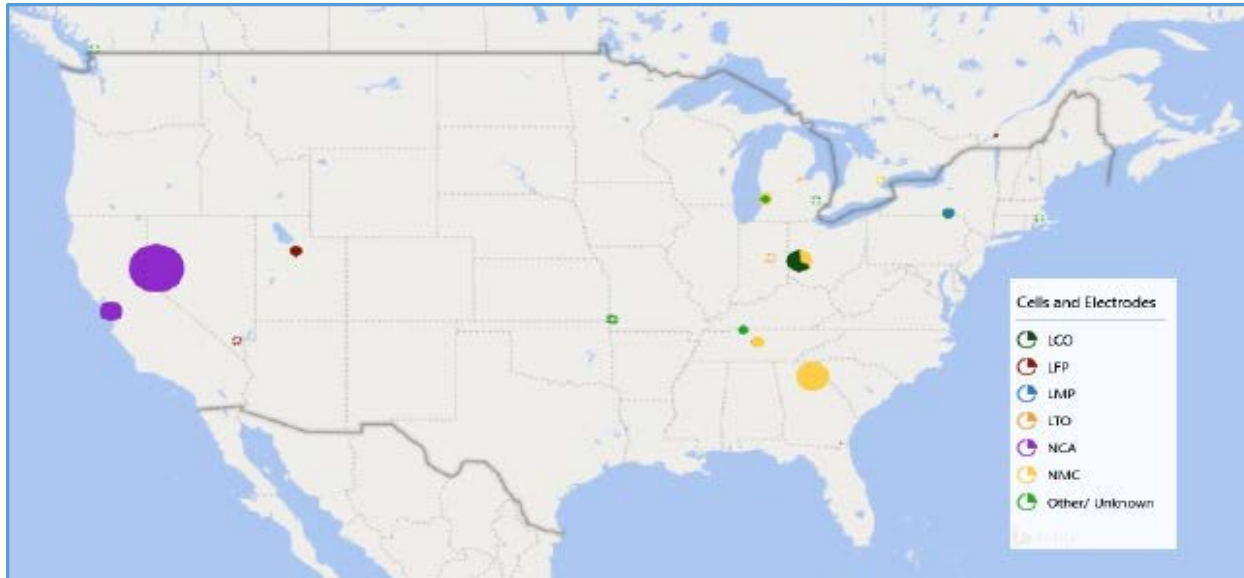 Cells and Electrodes
LCO
LFP
LMP
LTO
NCA
NMC
Other/ Unknown